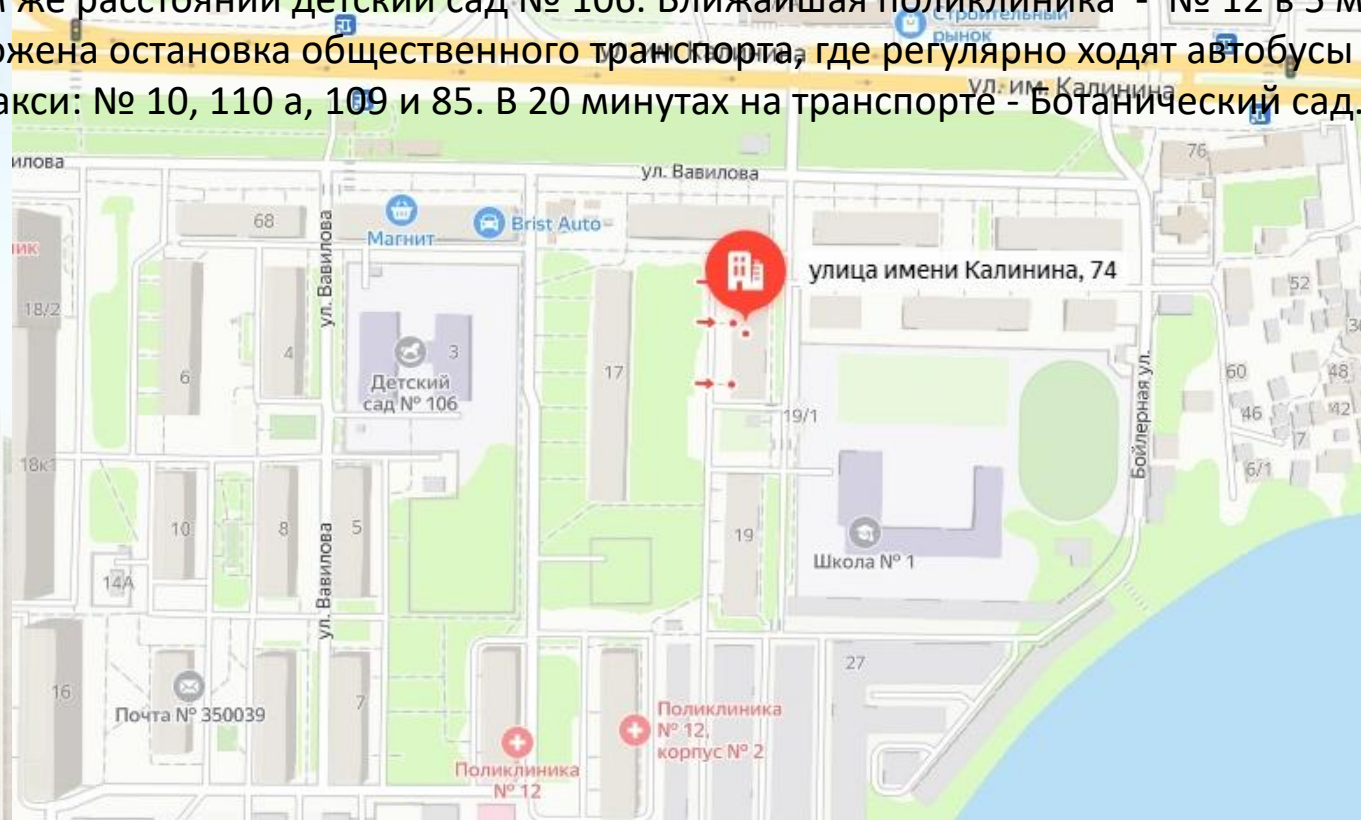 м же расстоянии детский сад № 106. Ближайшая поликлиника - № 12 в 5 м
Строительный
рынок
ожена остановка общественного транспорта, где регулярно ходят автобусы
ул. им. Калинина
ул. им. Калинина
акси: № 10, 110 а, 109 и 85. В 20 минутах на транспорте - Ботанический сад.
илова
ул. Вавилова
76
68
ул. Вавилова
Магнит
Brist Auto
ик
улица имени Калинина, 74
18/2
52
4
3
6
17
Детский
сад № 106
60
48
46
42
19/1
7
Бойлерная ул.
18к1
6/1
10
8
5
19
Школа № 1
14А
ул. Вавилова
16
7
27
Почта № 350039
Поликлиника
№ 12,
корпус № 2
Поликлиника
№ 12